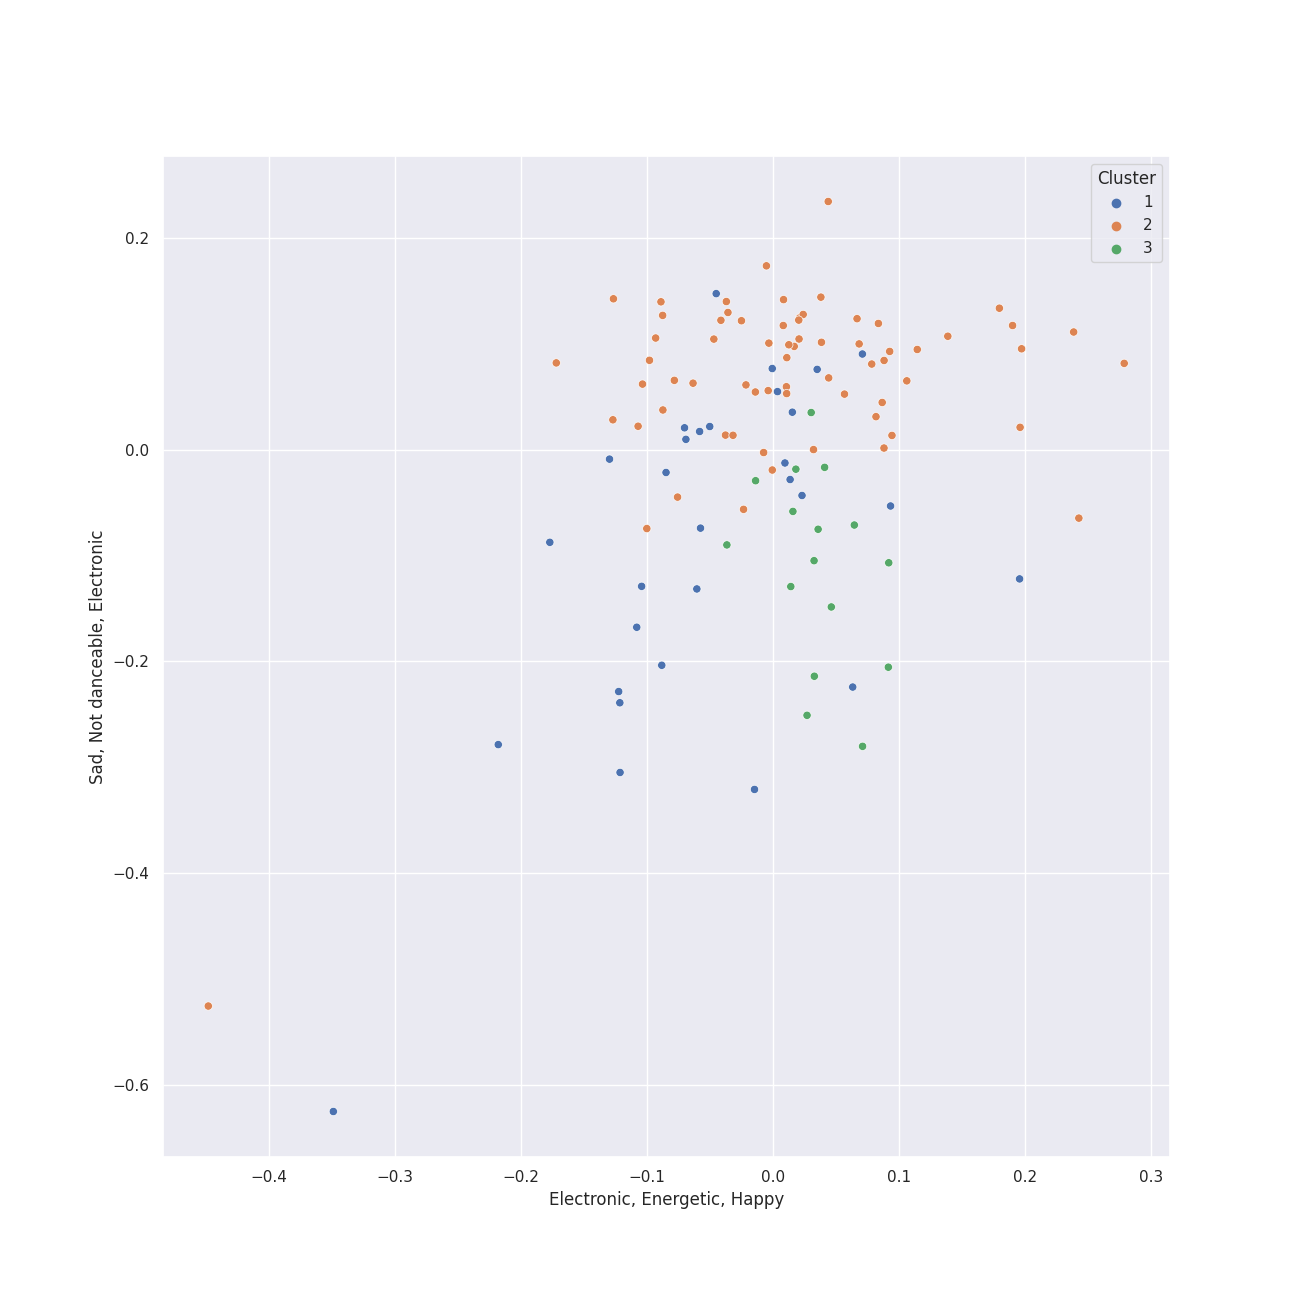 Cluster
1
2
3
0.2
0.0
−0.2
−0.4
−0.6
Sad, Not danceable, Electronic
−0.4 −0.3 −0.2 −0.1 0.0 0.1 0.2 0.3
Electronic, Energetic, Happy